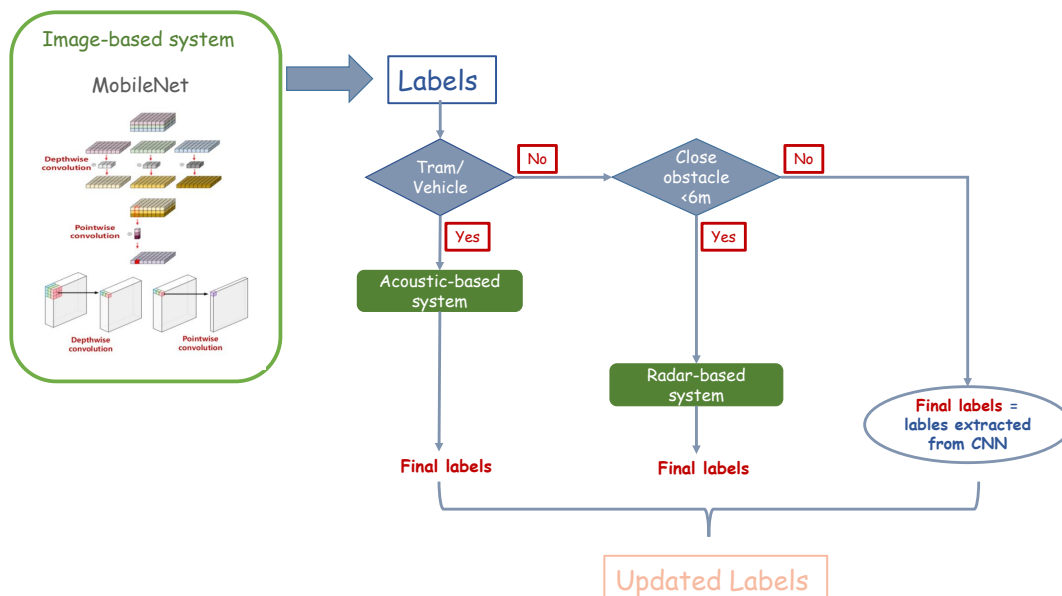 Image-based system
MobileNet
Depthwise
convolution
Pointwise
convolution
Depthwise
convolution
Pointwise
convolution
Labels
Tram/
Vehicle
No
Close
obstacle
<6m
No
Yes
Yes
Acoustic-based
system
Radar-based
system
Final labels =
lables extracted
from CNN
Final labels
Final labels
Updated Labels